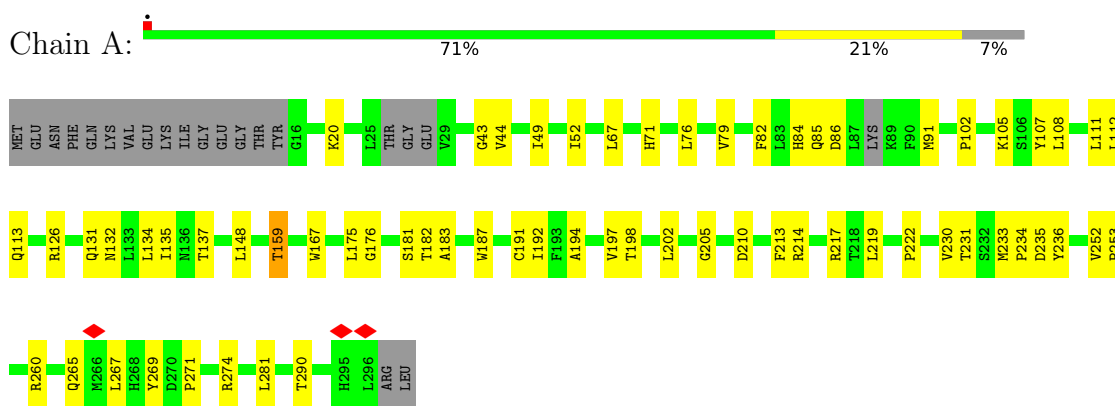 Chain A:
71% 21% 7%
MET GLU ASN PHE GLN LYS VAL GLU LYS ILE GLY GLU GLY THR TYR G16 K20 L25 THR GLY GLU V29 G43 V44 I49 I52 L67 H71 L76 V79 F82 L83 H84 Q85 D86 L87 LYS K89 F90 M91 P102 K105 S106 Y107 L108 L111
Q113 R126 Q131 N132 L133 L134 I135 N136 T137 L148 T159 W167 L175 G176 S181 T182 A183 W187 C191 I192 F193 A194 V197 T198 L202 G205 D210 F213 R214 R217 T218 L219 P222 V230 T231 S232 M233 P234 D235 Y236 V252
R260 Q265 M266 L267 H268 Y269 D270 P271 R274 L281 T290 H295 L296 ARG LEU